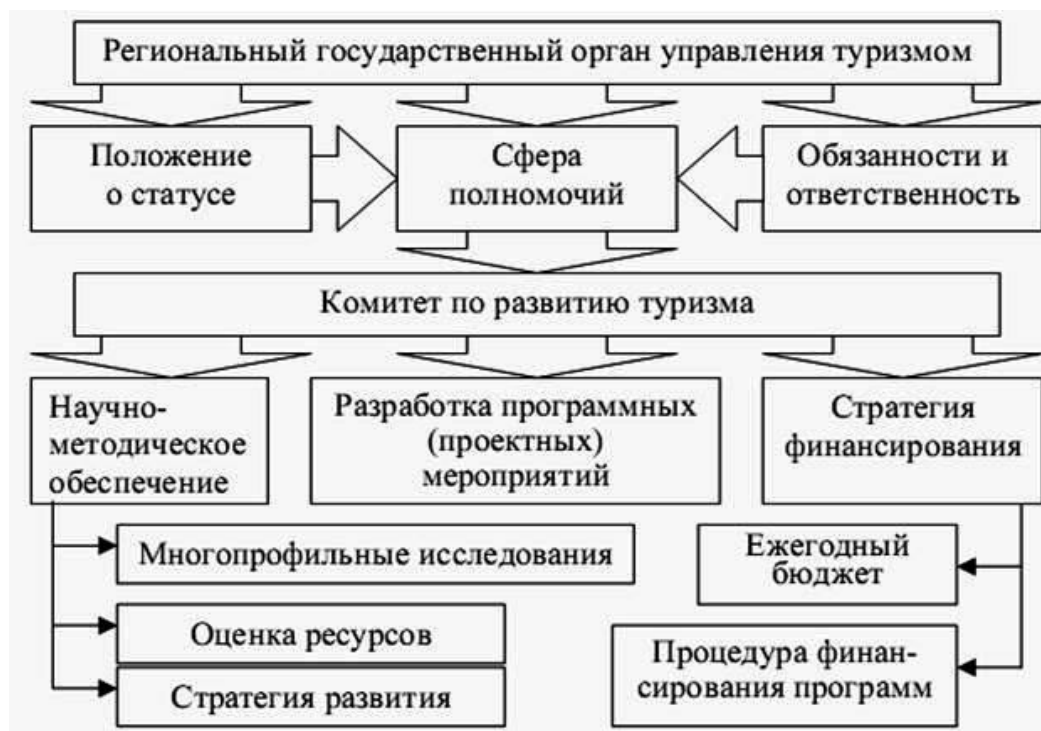 Региональный государственный орган управления туризмом
Положение
о статусе
Сфера
полномочий
Обязанности и
ответственность
Комитет по развитию туризма
Научно-
методическое
обеспечение
Разработка программных
(проектных)
мероприятий
Стратегия
финансирования
Многопрофильные исследования
Оценка ресурсов
Стратегия развития
Ежегодный
бюджет
Процедура финан-
сирования программ